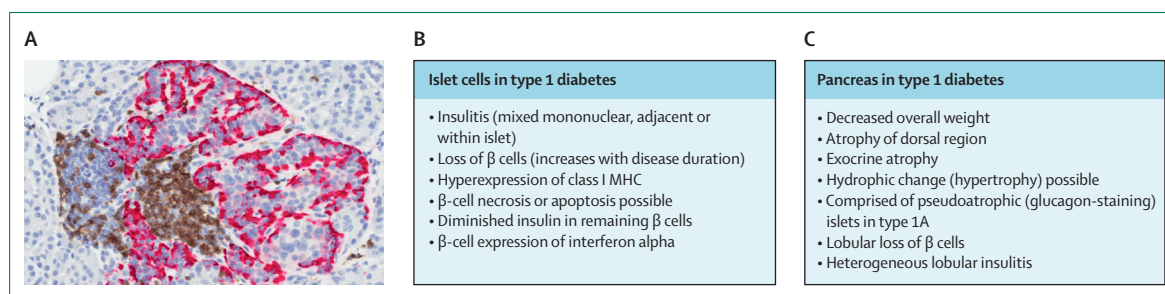 A
B
Islet cells in type 1 diabetes
• Insulitis (mixed mononuclear, adjacent or
within islet)
• Loss of β cells (increases with disease duration)
• Hyperexpression of class I MHC
• β-cell necrosis or apoptosis possible
• Diminished insulin in remaining β cells
• β-cell expression of interferon alpha
C
Pancreas in type 1 diabetes
• Decreased overall weight
• Atrophy of dorsal region
• Exocrine atrophy
• Hydrophic change (hypertrophy) possible
• Comprised of pseudoatrophic (glucagon-staining)
islets in type 1A
• Lobular loss of β cells
• Heterogeneous lobular insulitis